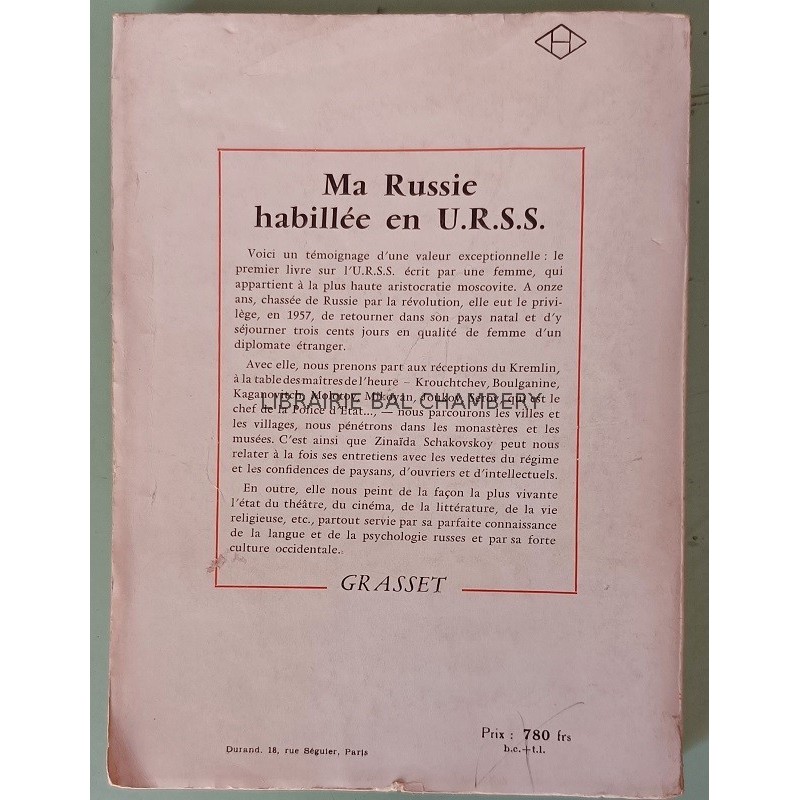 H
Ma Russie
habillée en U.R.S.S.
Voici un témoignage d'une valeur exceptionnelle : le
premier livre sur l'U.R.S.S. écrit par une femme, qui
appartient à la plus haute aristocratie moscovite. A onze
ans, chassée de Russie par la révolution, elle eut le privi-
lège, en 1957, de retourner dans son pays natal et d'y
séjourner trois cents jours en qualité de femme d'un
diplomate étranger.
Avec elle, nous prenons part aux réceptions du Kremlin,
à la table des maîtres de l'heure – Krouchtchev, Boulganine,
Kaganovitch, Molotov, Mikoyan, Joukov, Serov, qui est le
LIBRAIRIE BAL CHAMBERY
chef de la Police d'Etat..., — nous parcourons les villes et
les villages, nous pénétrons dans les monastères et les
musées. C'est ainsi que Zinaïda Schakovskoy peut nous
relater à la fois ses entretiens avec les vedettes du régime
et les confidences de paysans, d'ouvriers et d'intellectuels.
En outre, elle nous peint de la façon la plus vivante
l'état du théâtre, du cinéma, de la littérature, de la vie
religieuse, etc., partout servie par sa parfaite connaissance
de la langue et de la psychologie russes et par sa forte
culture occidentale.
GRASSET
Prix : 780 frs
b.c.+t.l.
Durand. 18, rue Séguier, Paris